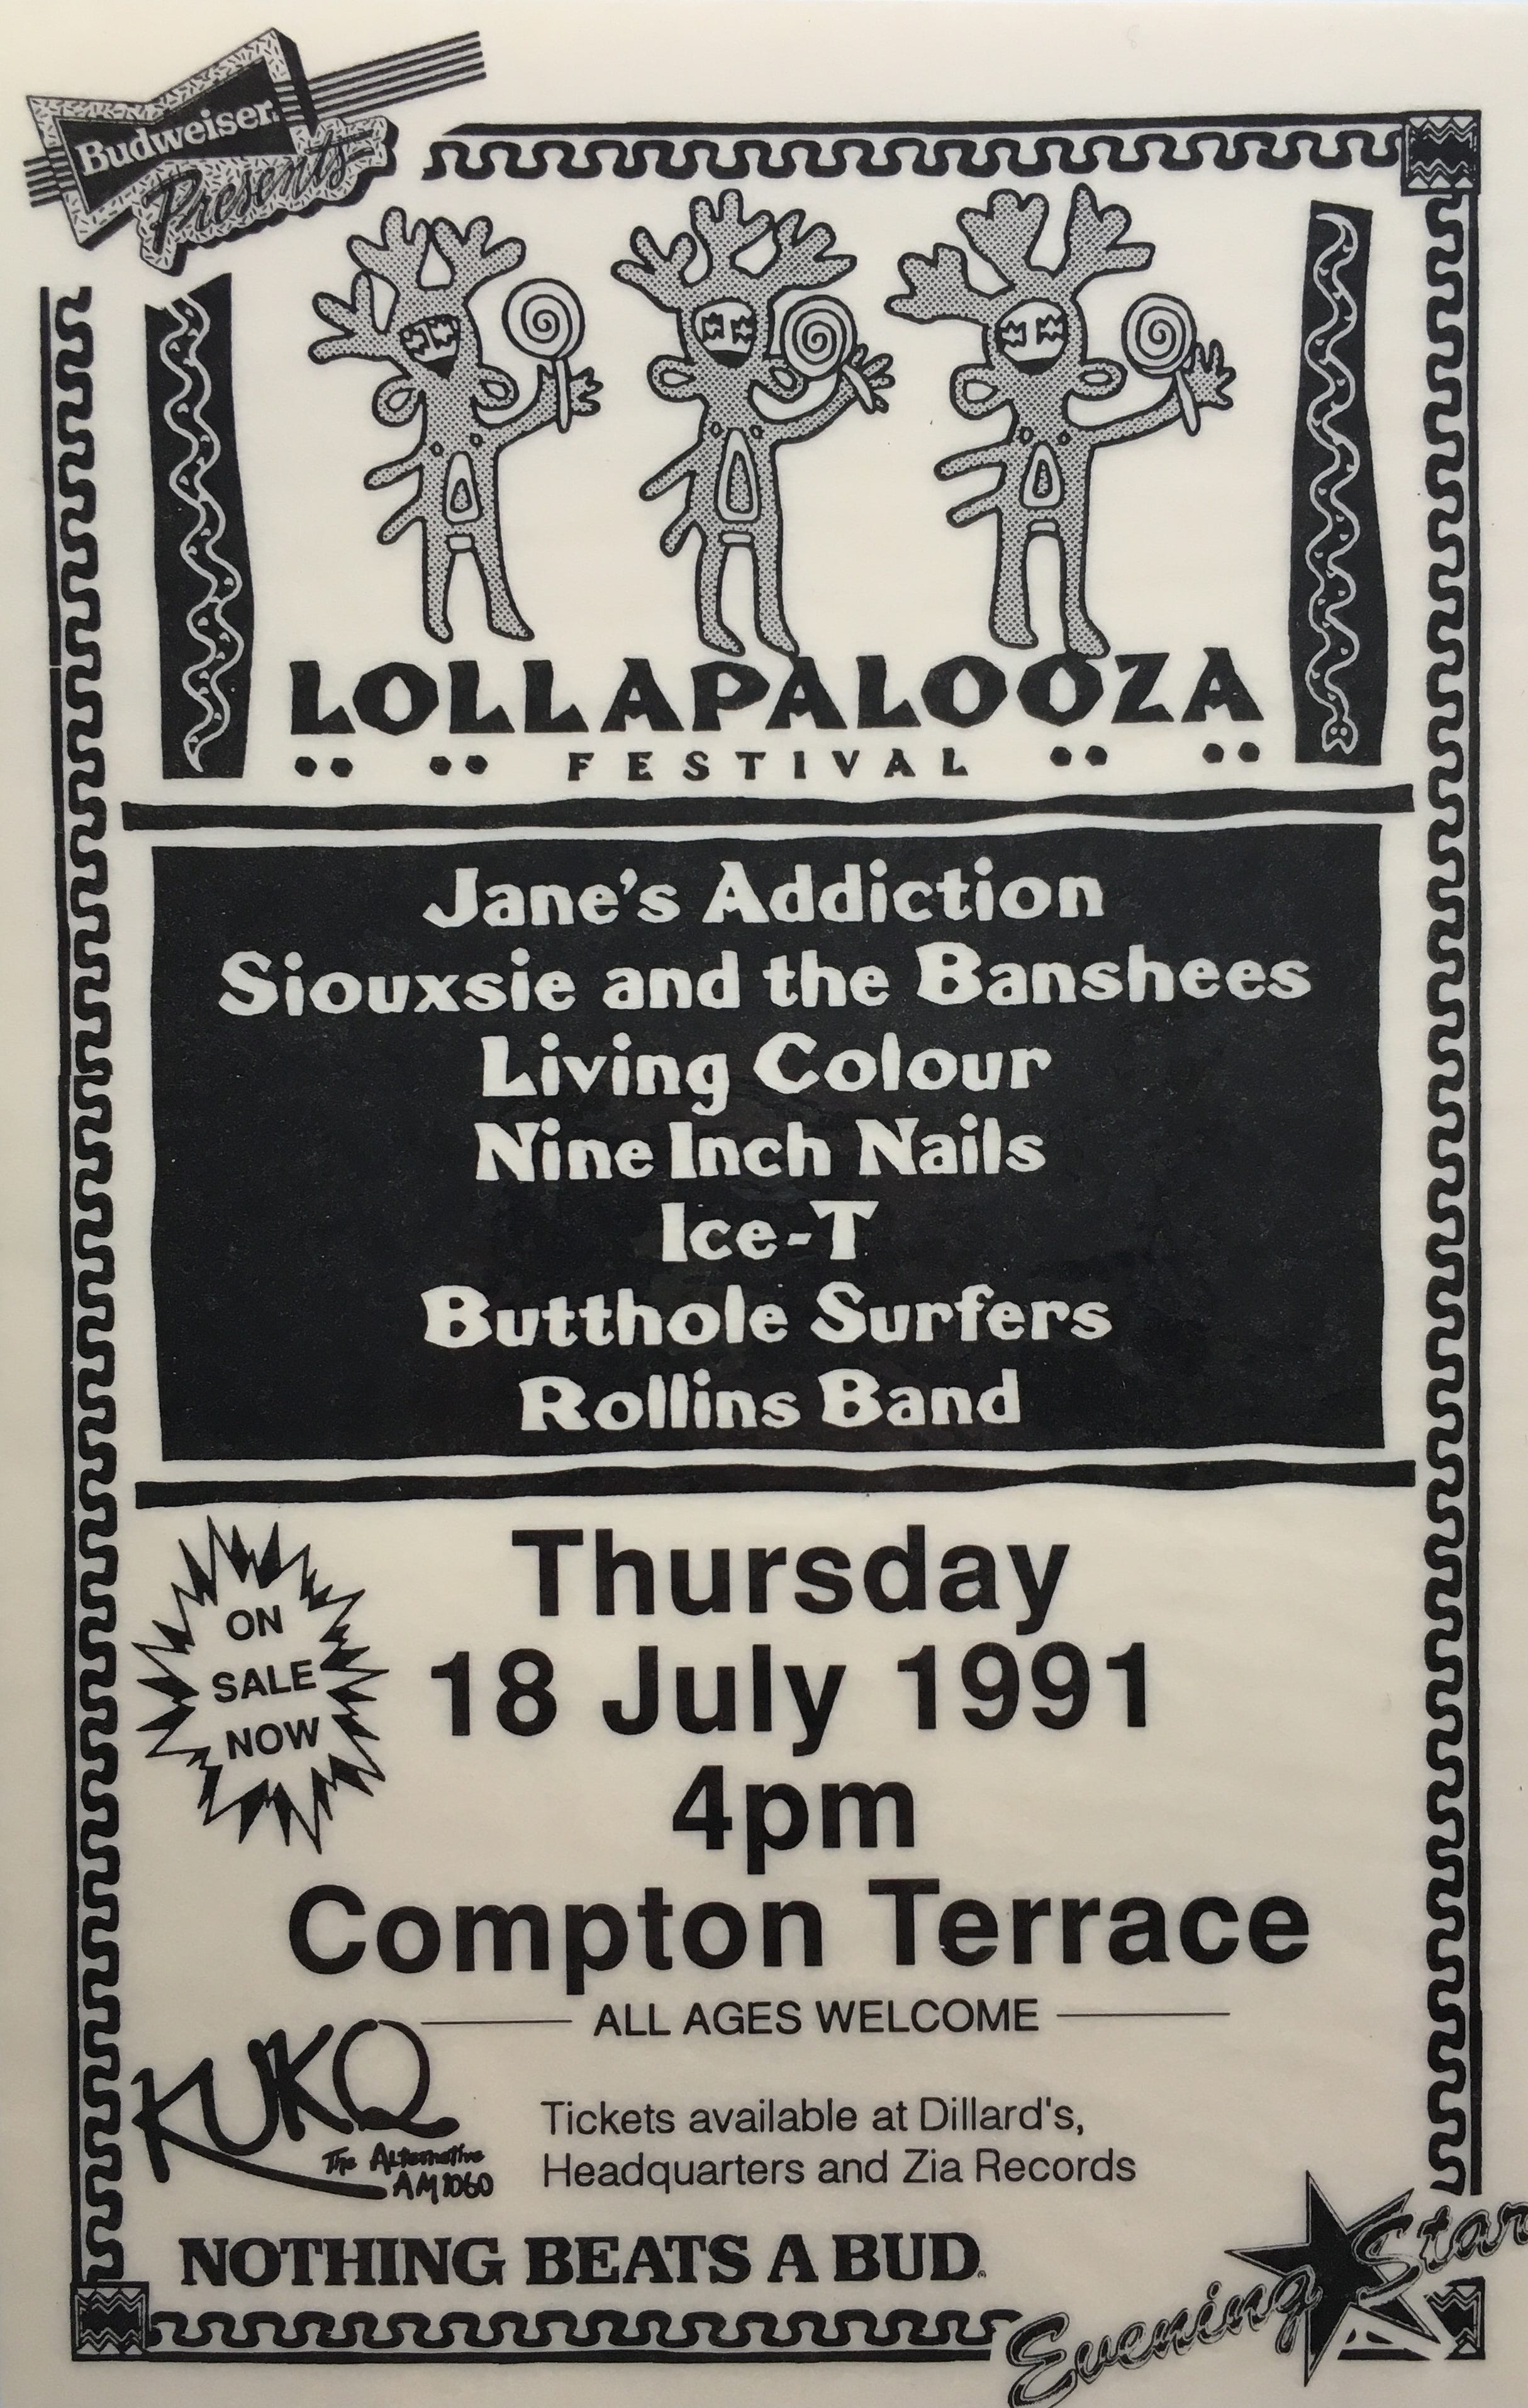 Budweiser
Presents
LOLLAPALOOZA
FESTIVAL
Jane's Addiction
Siouxsie and the Banshees
Living Colour
Nine Inch Nails
Ice-T
Butthole Surfers
Rollins Band
ON
SALE
NOW
Thursday
18 July 1991
4pm
Compton Terrace
ALL AGES WELCOME
KUKQ
The Alternative
AM 1060
Tickets available at Dillard's,
Headquarters and Zia Records
NOTHING BEATS A BUD.
Evening Star